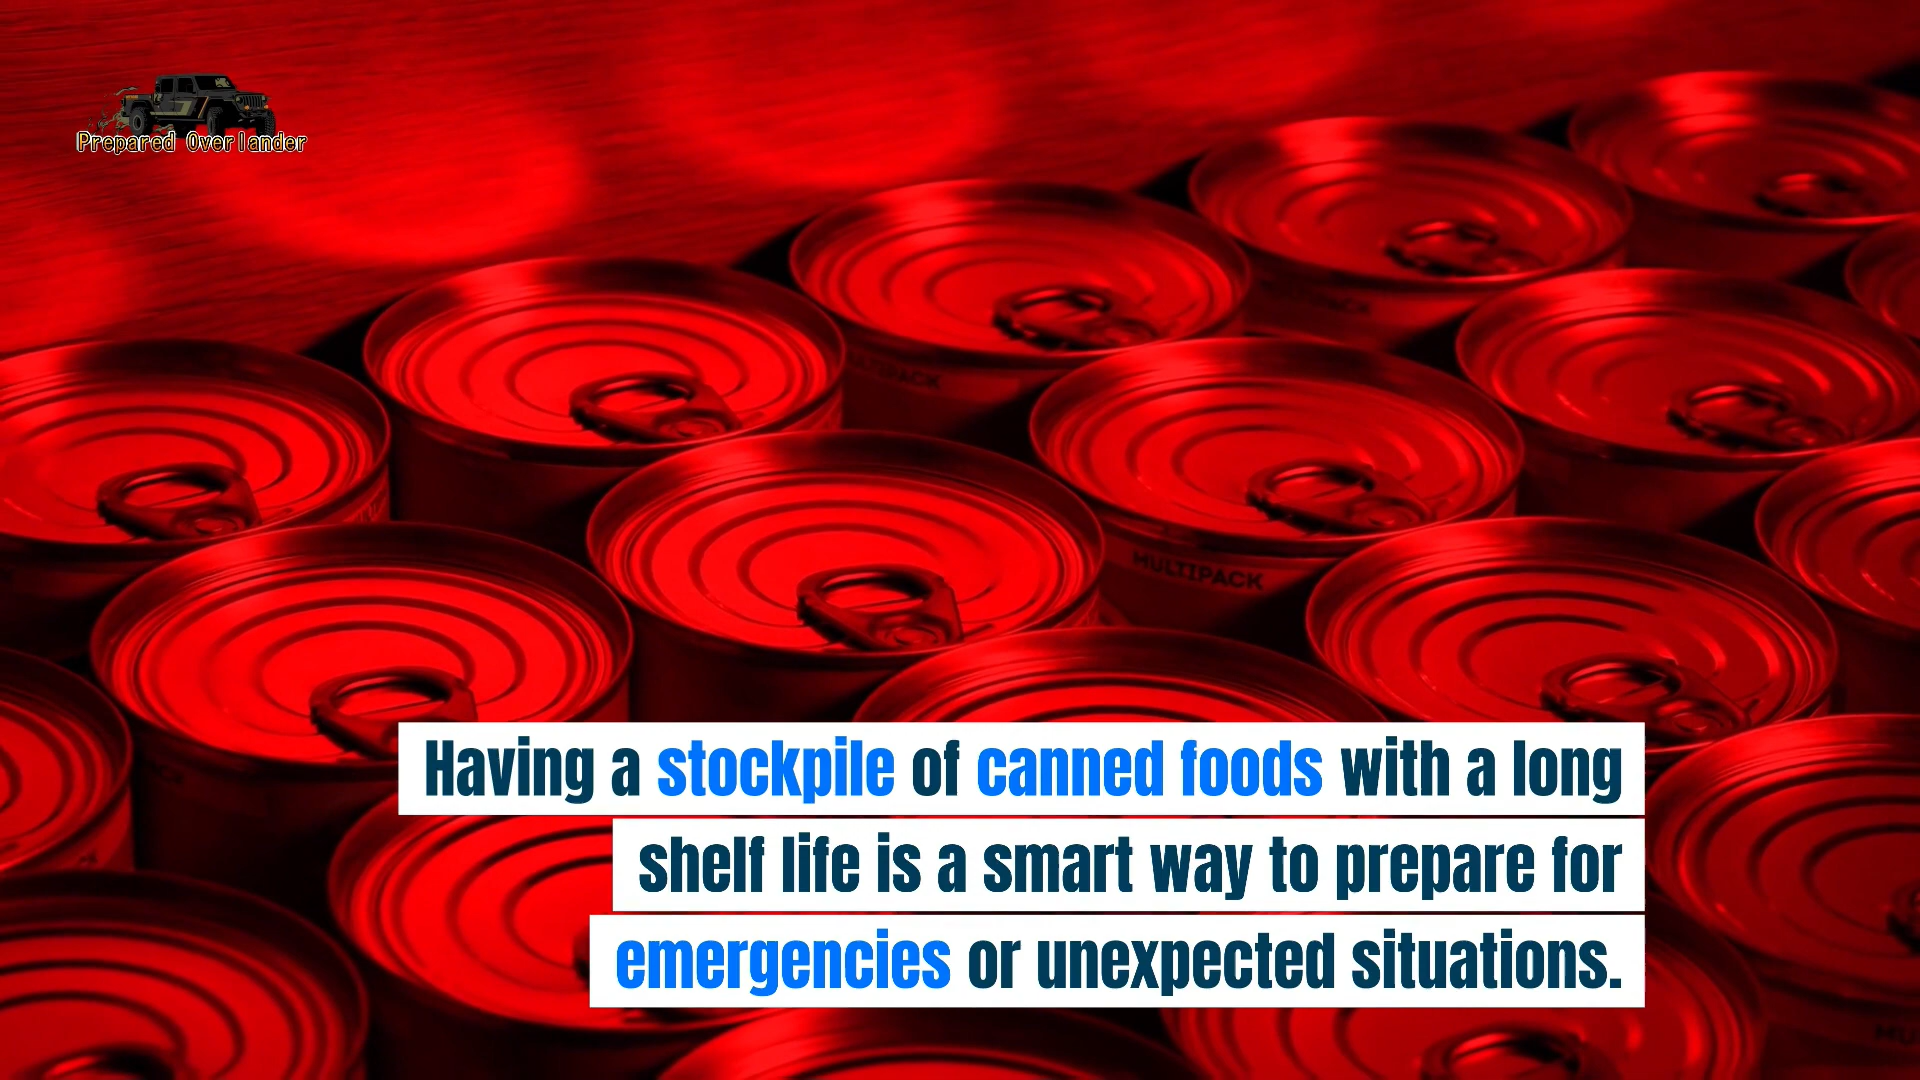 Prepared Overlander
MULTIPACK
Having a stockpile of canned foods with a long
shelf life is a smart way to prepare for
emergencies or unexpected situations.